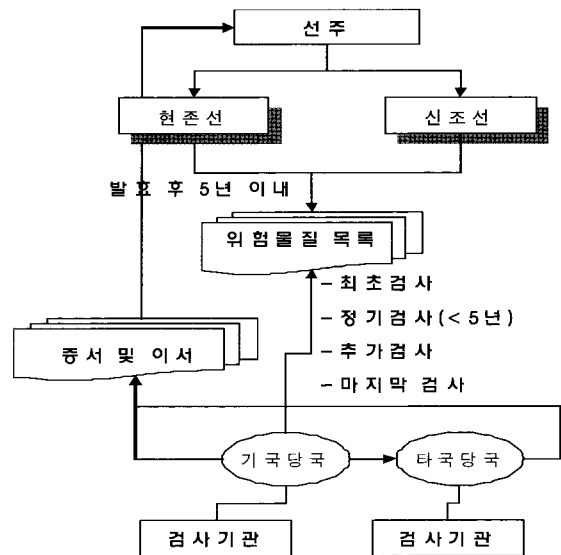 선주
현존선
신조선
발효 후 5년 이내
위험물질 목록
- 최초검사
- 정기검사(< 5년)
- 추가검사
- 마지막 검사
증서 및 이서
기국당국
타국당국
검사기관
검사기관